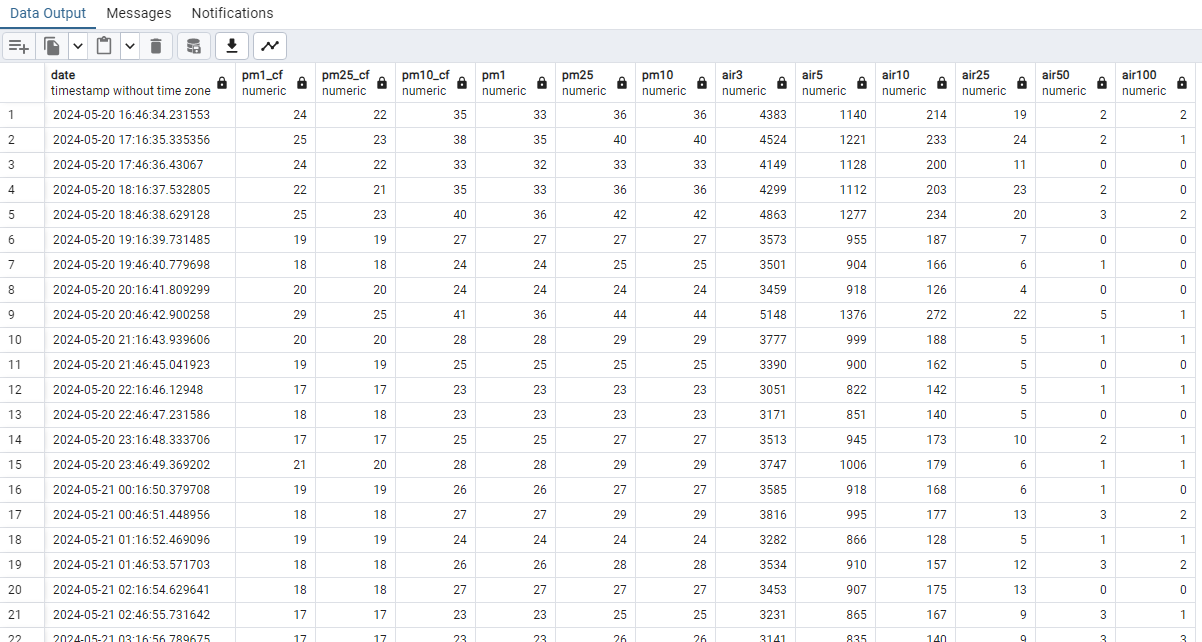 Data Output Messages Notifications
date pm1_cf pm25_cf pm10_cf pm1 pm25 pm10 air3 air5 air10 air25 air50 air100
timestamp without time zone numeric numeric numeric numeric numeric numeric numeric numeric numeric numeric numeric numeric
1 2024-05-20 16:46:34.231553 24 22 35 33 36 36 4383 1140 214 19 2 2
2 2024-05-20 17:16:35.335356 25 23 38 35 40 40 4524 1221 233 24 2 1
3 2024-05-20 17:46:36.43067 24 22 33 32 33 33 4149 1128 200 11 0 0
4 2024-05-20 18:16:37.532805 22 21 35 33 36 36 4299 1112 203 23 2 0
5 2024-05-20 18:46:38.629128 25 23 40 36 42 42 4863 1277 234 20 3 2
6 2024-05-20 19:16:39.731485 19 19 27 27 27 27 3573 955 187 7 0 0
7 2024-05-20 19:46:40.779698 18 18 24 24 25 25 3501 904 166 6 1 0
8 2024-05-20 20:16:41.809299 20 20 24 24 24 24 3459 918 126 4 0 0
9 2024-05-20 20:46:42.900258 29 25 41 36 44 44 5148 1376 272 22 5 1
10 2024-05-20 21:16:43.939606 20 20 28 28 29 29 3777 999 188 5 1 1
11 2024-05-20 21:46:45.041923 19 19 25 25 25 25 3390 900 162 5 0 0
12 2024-05-20 22:16:46.12948 17 17 23 23 23 23 3051 822 142 5 1 1
13 2024-05-20 22:46:47.231586 18 18 23 23 23 23 3171 851 140 5 0 0
14 2024-05-20 23:16:48.333706 17 17 25 25 27 27 3513 945 173 10 2 1
15 2024-05-20 23:46:49.369202 21 20 28 28 29 29 3747 1006 179 6 1 1
16 2024-05-21 00:16:50.379708 19 19 26 26 27 27 3585 918 168 6 1 0
17 2024-05-21 00:46:51.448956 18 18 27 27 29 29 3816 995 177 13 3 2
18 2024-05-21 01:16:52.469096 19 19 24 24 24 24 3282 866 128 5 1 1
19 2024-05-21 01:46:53.571703 18 18 26 26 28 28 3534 910 157 12 3 2
20 2024-05-21 02:16:54.629641 18 18 27 27 27 27 3453 907 175 13 0 0
21 2024-05-21 02:46:55.731642 17 17 23 23 25 25 3231 865 167 9 3 1
22 2024-05-21 03:16:56.789675 17 17 23 23 26 26 3141 835 140 9 3 3